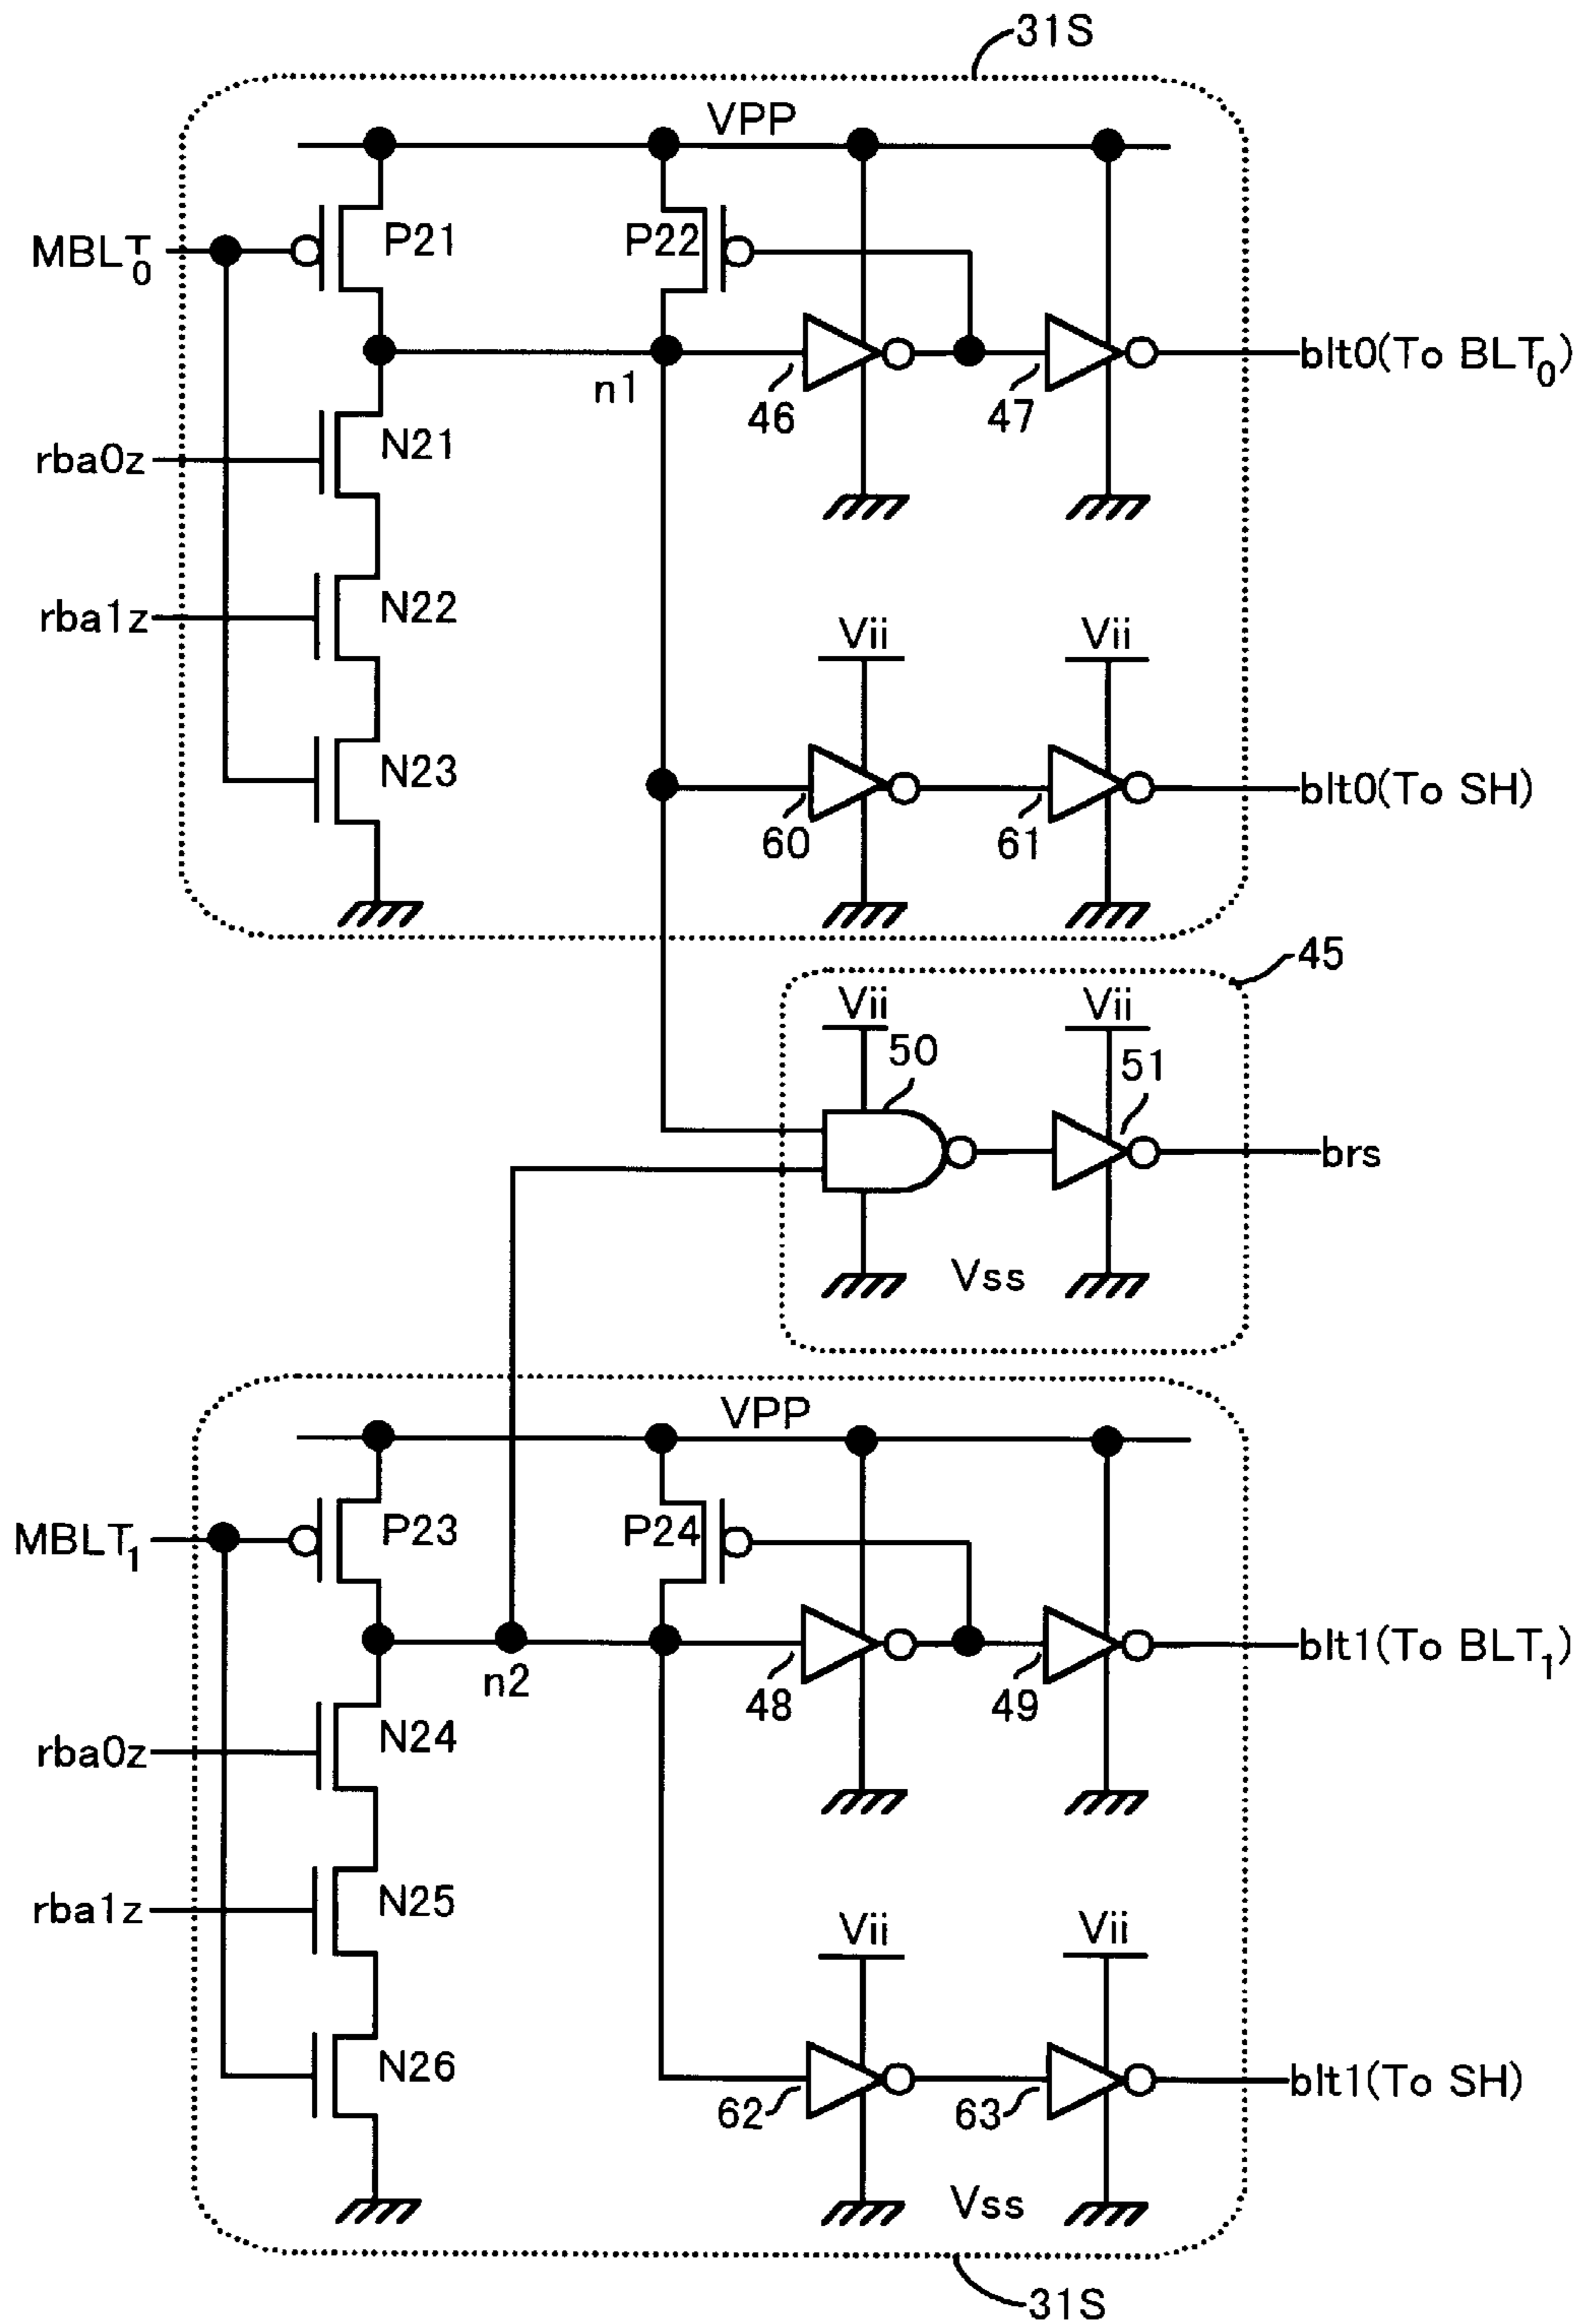 31S
VPP
MBLT0
P21
P22
n1
46
47
blt0(To BLT0)
rba0z
N21
rba1z
N22
Vii
Vii
N23
60
61
blt0(To SH)
45
Vii
Vii
50
51
brs
Vss
VPP
MBLT1
P23
P24
n2
48
49
blt1(To BLT1)
rba0z
N24
rba1z
N25
Vii
Vii
N26
62
63
blt1(To SH)
Vss
31S